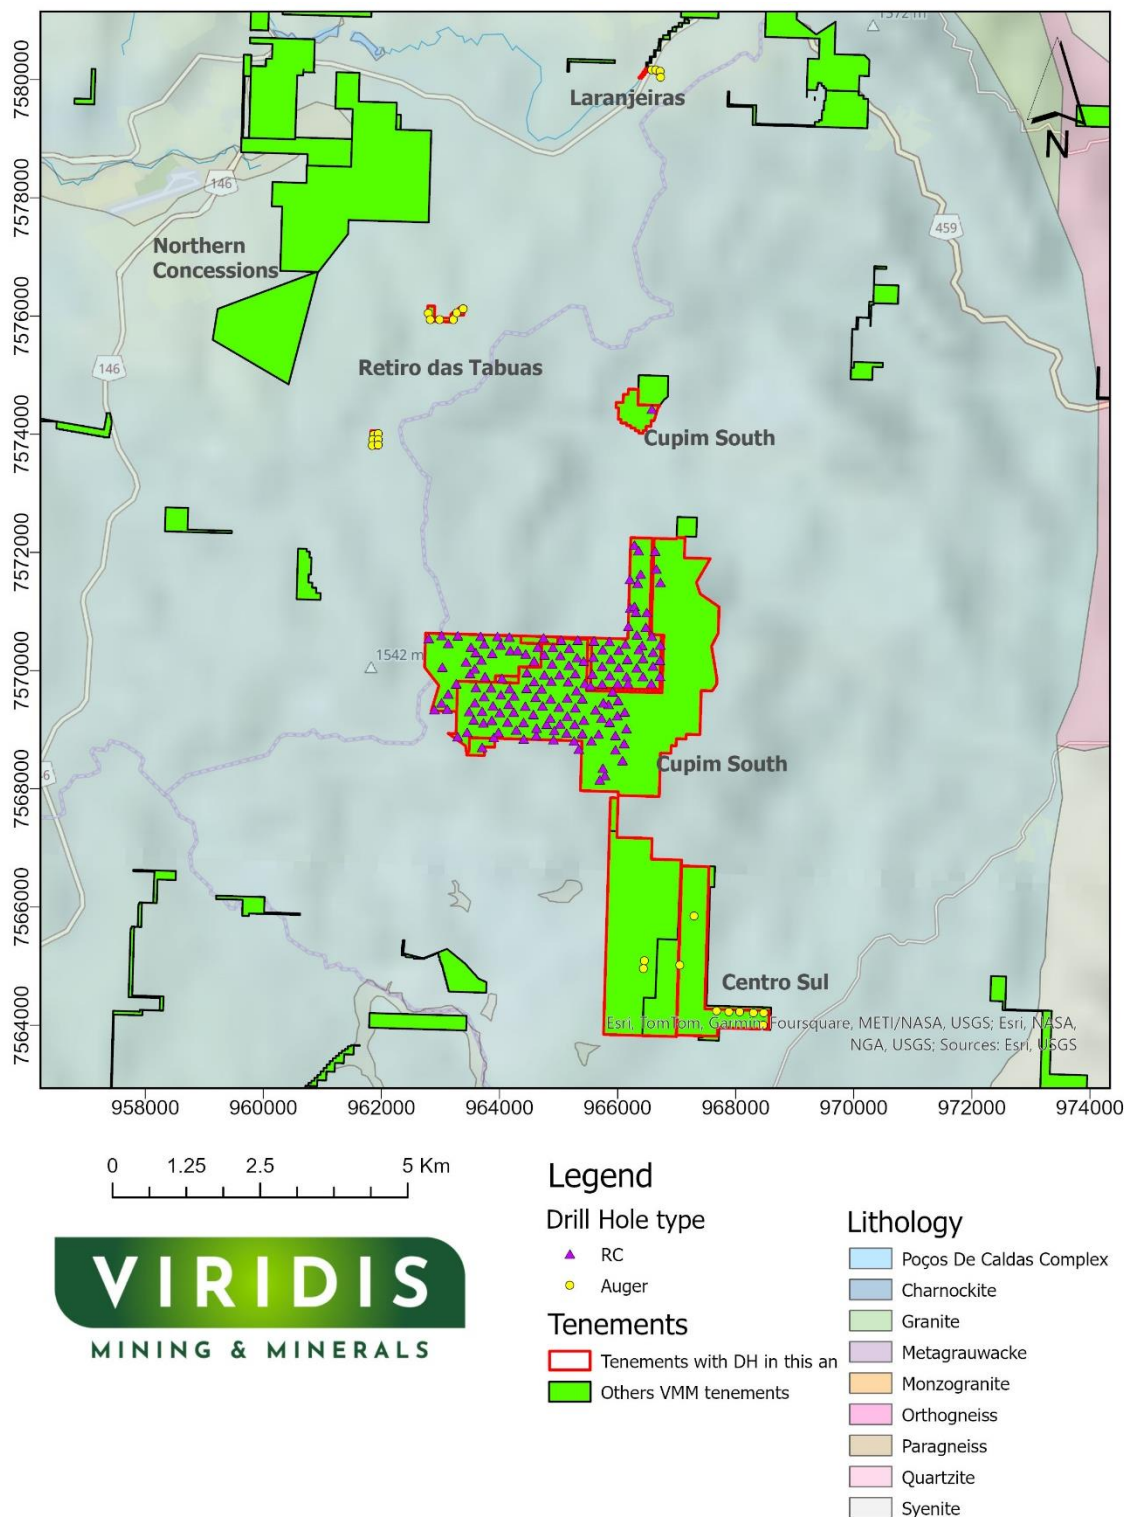 1572 m
7580000
Laranjeiras
N
146
7578000
459
Northern
Concessions
7576000
146
Retiro das Tabuas
7574000
Cupim South
7572000
7570000
1542 m
Cupim South
6
7568000
7566000
Centro Sul
7564000
Esri, TomTom, Garmin, Foursquare, METI/NASA, USGS; Esri, NASA,
NGA, USGS; Sources: Esri, USGS
958000 960000 962000 964000 966000 968000 970000 972000 974000
0 1.25 2.5 5 Km
VIRIDIS
MINING & MINERALS
Legend
Drill Hole type
RC
Auger
Tenements
Tenements with DH in this an
Others VMM tenements
Lithology
Poços De Caldas Complex
Charnockite
Granite
Metagrauwacke
Monzogranite
Orthogneiss
Paragneiss
Quartzite
Syenite